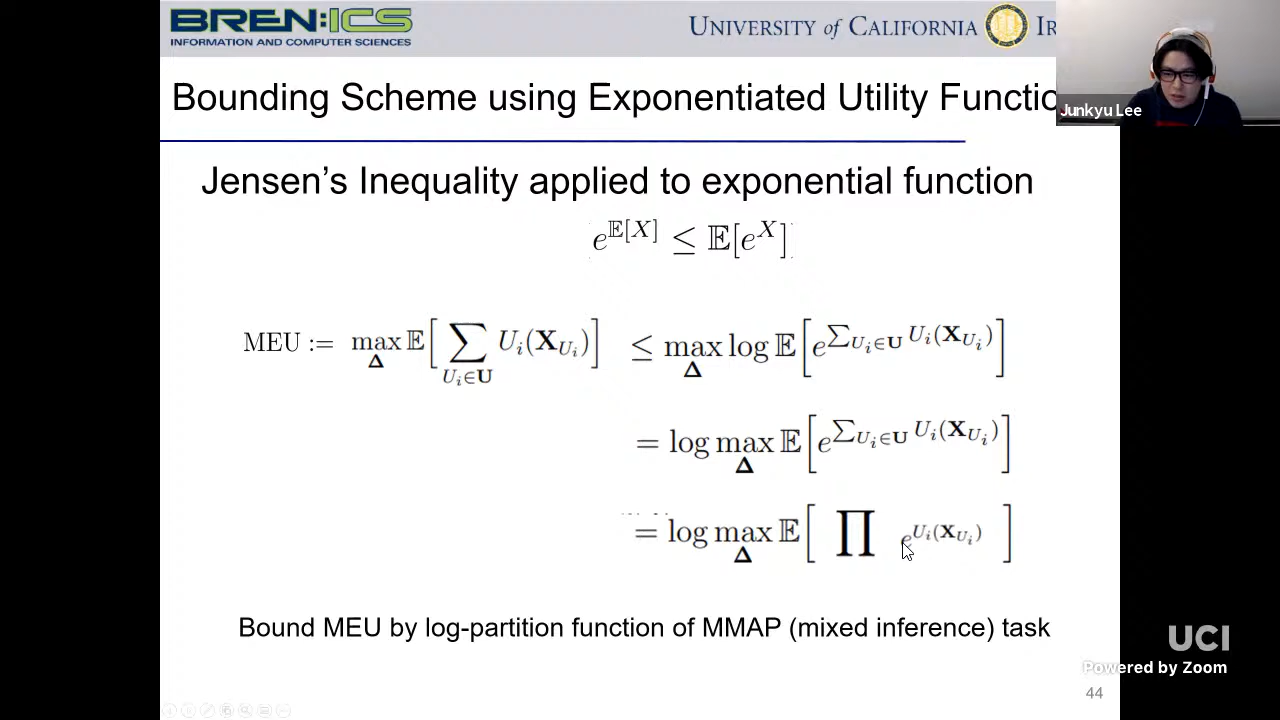 BREN:ICS
INFORMATION AND COMPUTER SCIENCES
UNIVERSITY of CALIFORNIA
Junkyu Lee
Bounding Scheme using Exponentiated Utility Functio
Jensen's Inequality applied to exponential function
e^{𝔼[X]} ≤ 𝔼[e^X]
MEU := max_Δ 𝔼[∑_{U_i∈𝐔} U_i(𝐗_{U_i})] ≤ max_Δ log 𝔼[e^{∑_{U_i∈𝐔} U_i(𝐗_{U_i})}]
= log max_Δ 𝔼[e^{∑_{U_i∈𝐔} U_i(𝐗_{U_i})}]
= log max_Δ 𝔼[∏ e^{U_i(𝐗_{U_i})}]
Bound MEU by log-partition function of MMAP (mixed inference) task
UCI
Powered by Zoom
44